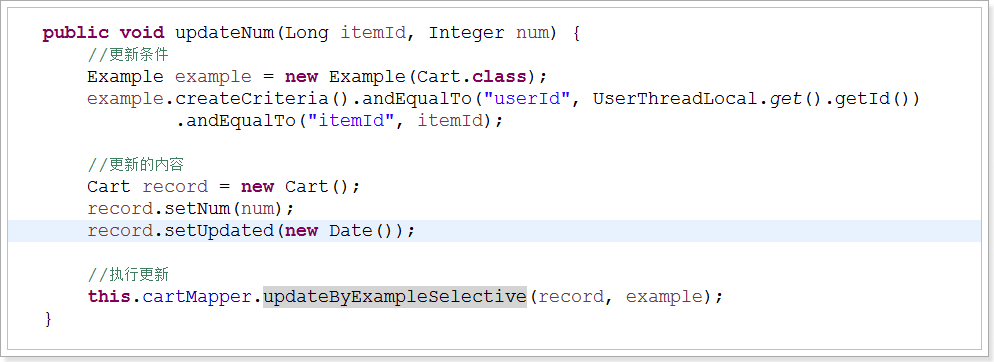 public void updateNum(Long itemId, Integer num) {
//更新条件
Example example = new Example(Cart.class);
example.createCriteria().andEqualTo("userId", UserThreadLocal.get().getId())
.andEqualTo("itemId", itemId);
//更新的内容
Cart record = new Cart();
record.setNum(num);
record.setUpdated(new Date());
//执行更新
this.cartMapper.updateByExampleSelective(record, example);
}